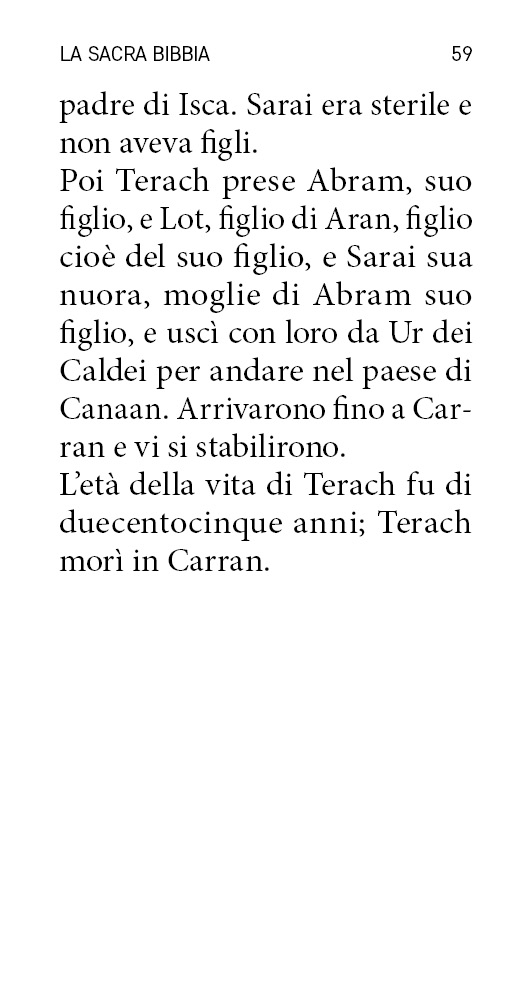 LA SACRA BIBBIA 59
padre di Isca. Sarai era sterile e
non aveva figli.
Poi Terach prese Abram, suo
figlio, e Lot, figlio di Aran, figlio
cioè del suo figlio, e Sarai sua
nuora, moglie di Abram suo
figlio, e uscì con loro da Ur dei
Caldei per andare nel paese di
Canaan. Arrivarono fino a Car-
ran e vi si stabilirono.
L’età della vita di Terach fu di
duecentocinque anni; Terach
morì in Carran.